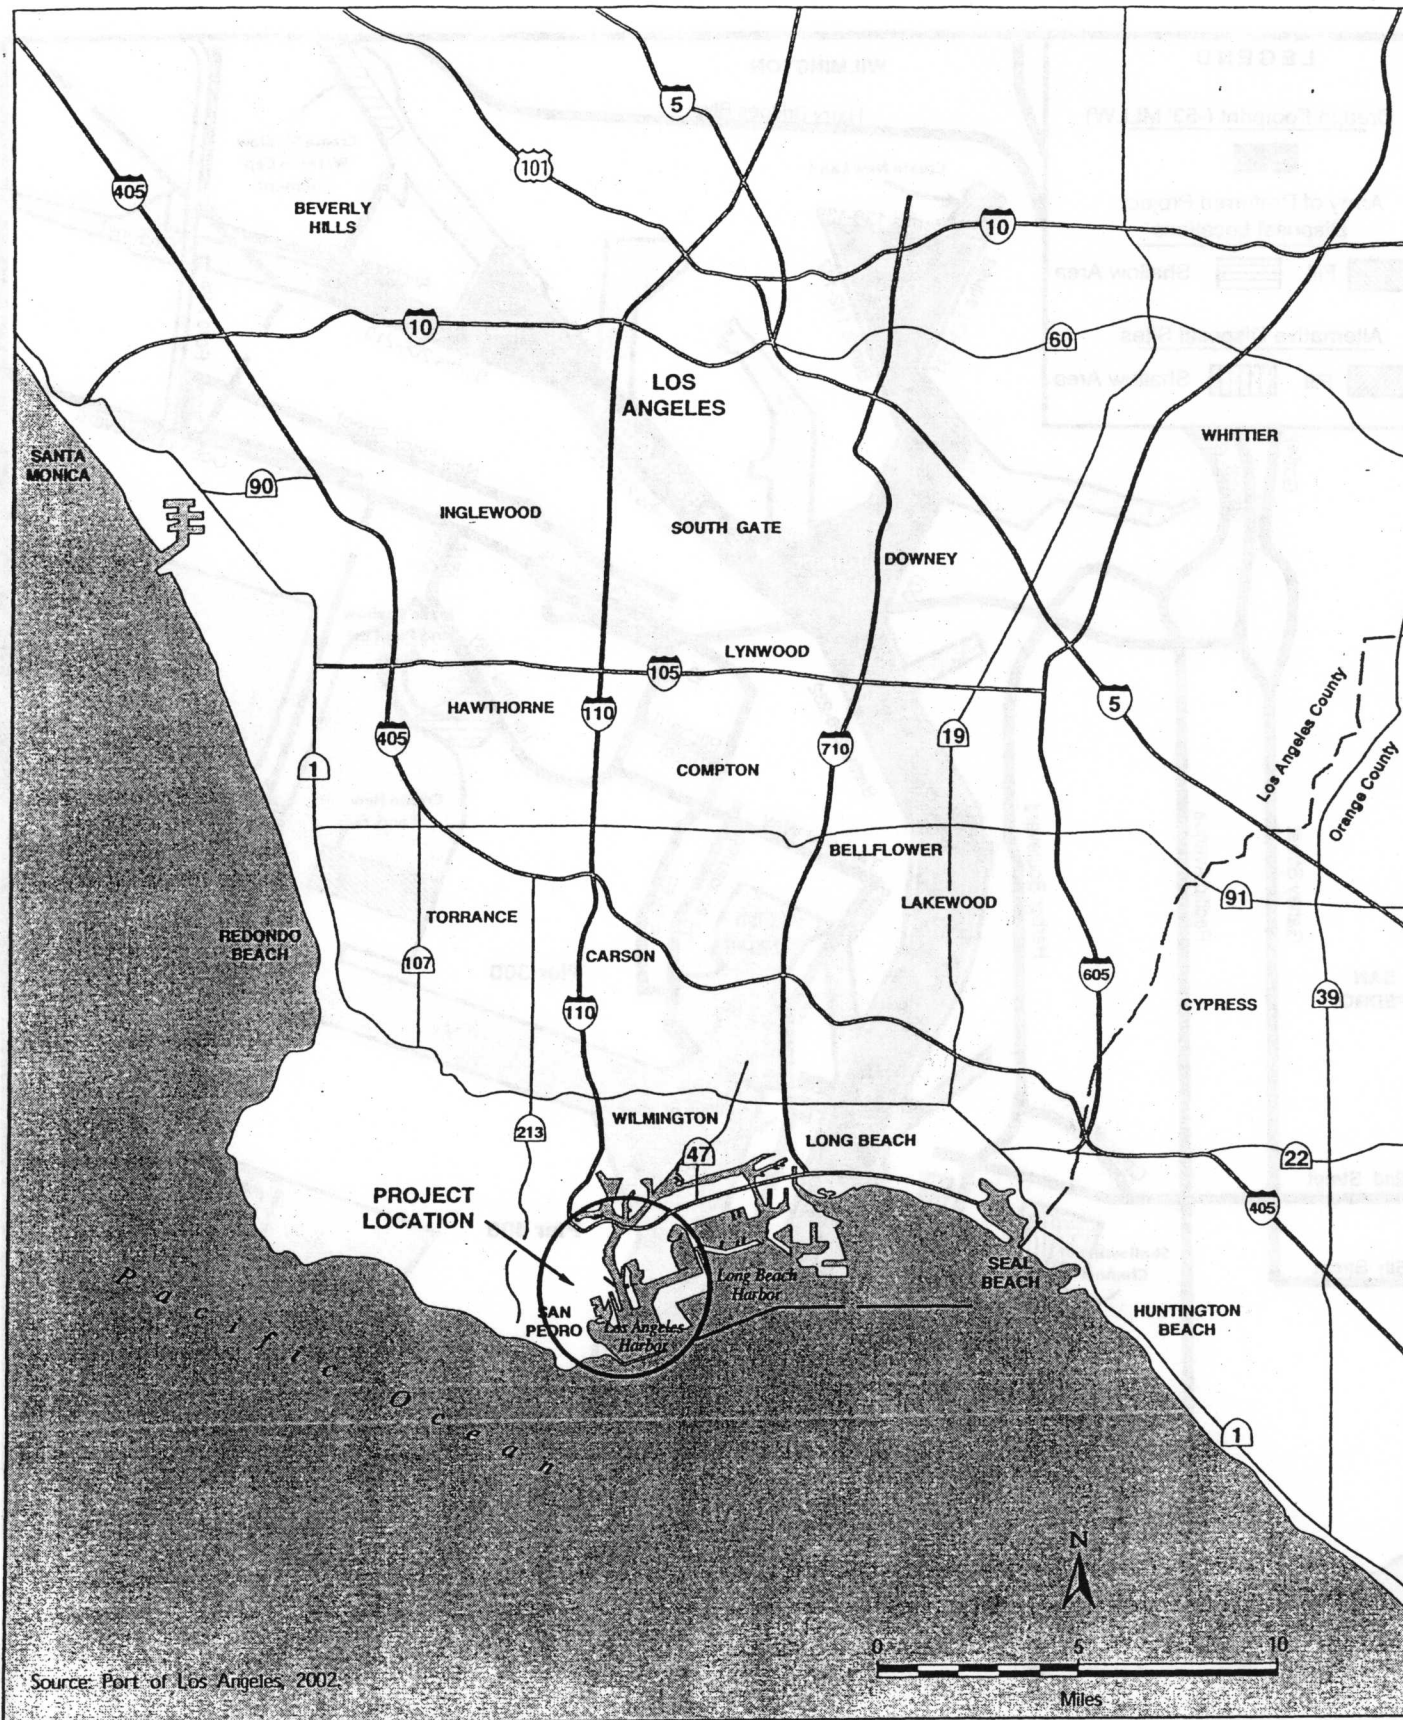 5
101
405
BEVERLY
HILLS
10
10
60
LOS
ANGELES
WHITTIER
SANTA
MONICA
90
INGLEWOOD
SOUTH GATE
DOWNEY
LYNWOOD
105
HAWTHORNE
110
5
Los Angeles County
Orange County
405
710
19
1
COMPTON
BELLFLOWER
91
LAKEWOOD
TORRANCE
REDONDO
BEACH
107
CARSON
605
39
CYPRESS
110
WILMINGTON
213
LONG BEACH
47
22
PROJECT
LOCATION
405
SEAL
BEACH
Long Beach
Harbor
SAN
PEDRO
Los Angeles
Harbor
HUNTINGTON
BEACH
Pacific Ocean
1
N
0 5 10
Miles
Source: Port of Los Angeles, 2002.